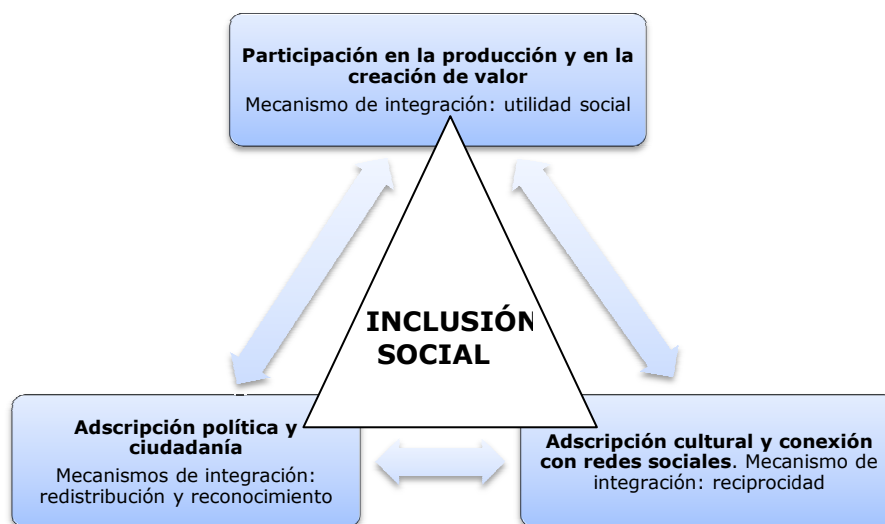 Participación en la producción y en la
creación de valor
Mecanismo de integración: utilidad social
INCLUSIÓN
SOCIAL
Adscripción política y
ciudadanía
Mecanismos de integración:
redistribución y reconocimiento
Adscripción cultural y conexión
con redes sociales. Mecanismo de
integración: reciprocidad